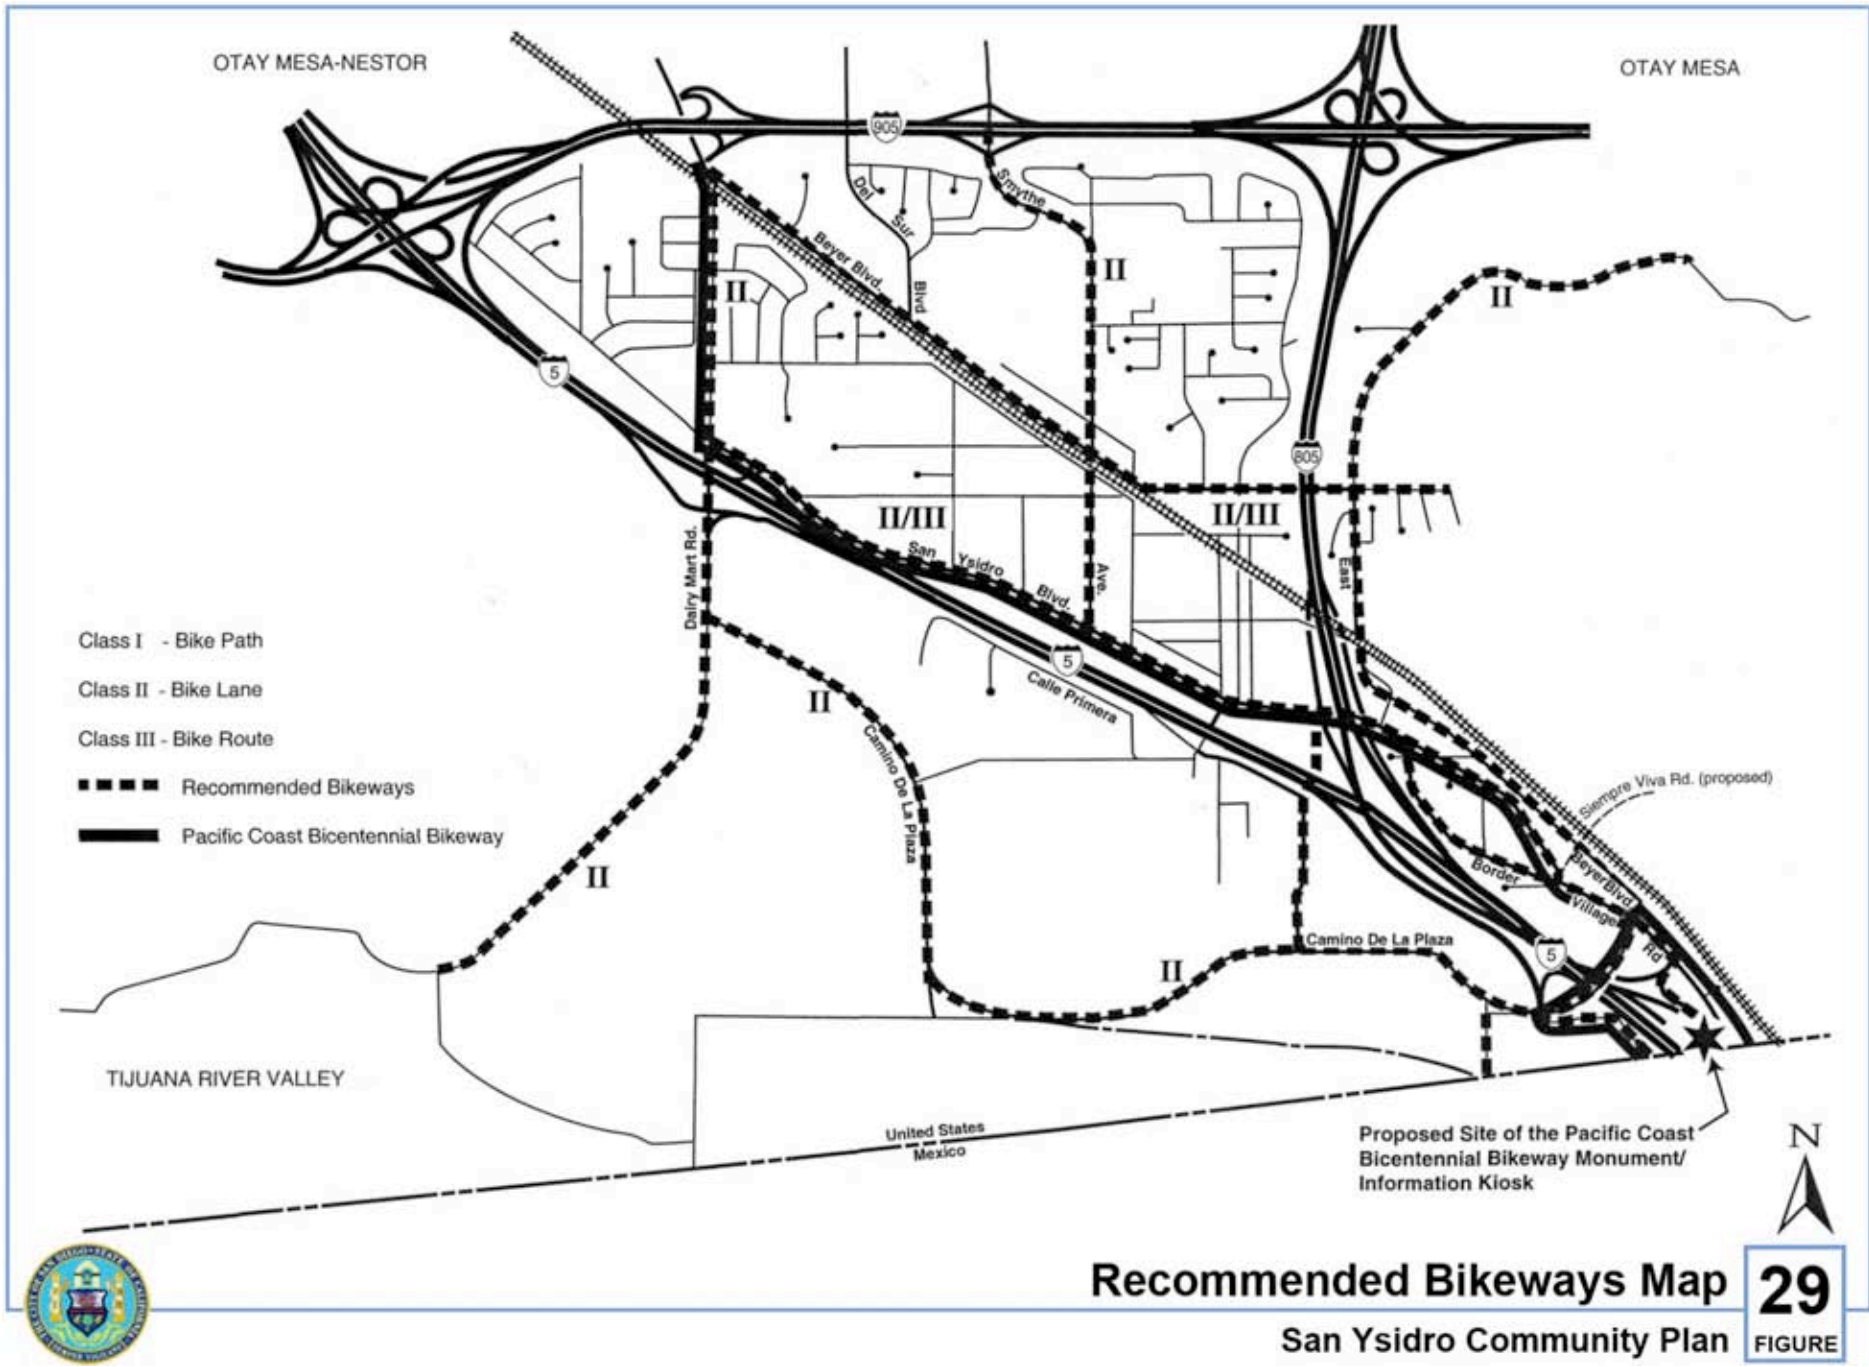 OTAY MESA-NESTOR
OTAY MESA
905
Del
Sur
Blvd
Smythe
Beyer Blvd.
II
II
II
5
805
II/III
II/III
San
Ysidro
Blvd.
Ave.
East
Dairy Mart Rd.
Class I - Bike Path
Class II - Bike Lane
Class III - Bike Route
Recommended Bikeways
Pacific Coast Bicentennial Bikeway
5
Calle Primera
II
Camino De La Plaza
Siempre Viva Rd. (proposed)
II
Border
Village
Rd
Beyer Blvd.
5
Camino De La Plaza
II
TIJUANA RIVER VALLEY
United States
Mexico
Proposed Site of the Pacific Coast
Bicentennial Bikeway Monument/
Information Kiosk
N
Recommended Bikeways Map
San Ysidro Community Plan
29
FIGURE